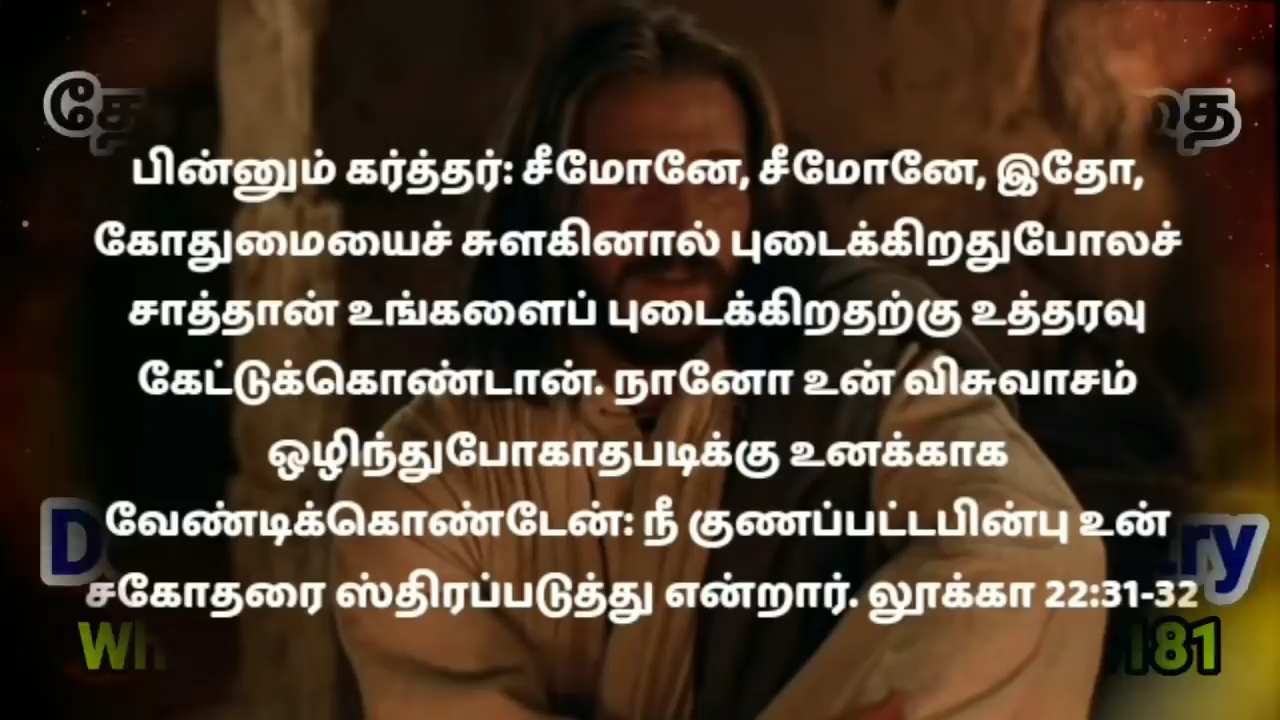 பின்னும் கர்த்தர்: சீமோனே, சீமோனே, இதோ,
கோதுமையைச் சுளகினால் புடைக்கிறதுபோலச்
சாத்தான் உங்களைப் புடைக்கிறதற்கு உத்தரவு
கேட்டுக்கொண்டான். நானோ உன் விசுவாசம்
ஒழிந்துபோகாதபடிக்கு உனக்காக
வேண்டிக்கொண்டேன்: நீ குணப்பட்டபின்பு உன்
சகோதரை ஸ்திரப்படுத்து என்றார். லூக்கா 22:31-32
181